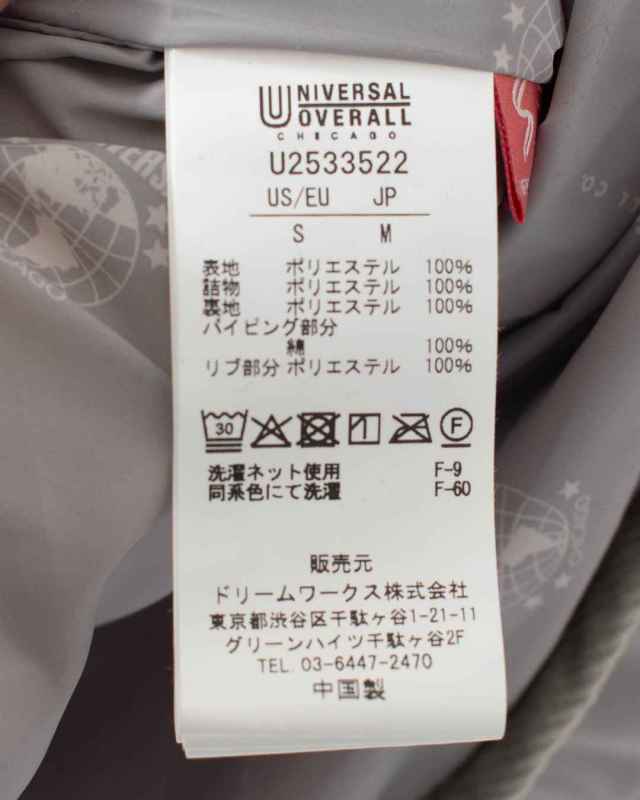 UNIVERSAL
OVERALL
CHICAGO
U2533522
US/EU JP
S M
表地 ポリエステル 100%
詰物 ポリエステル 100%
裏地 ポリエステル 100%
パイピング部分
綿 100%
リブ部分 ポリエステル 100%
30 1 F
洗濯ネット使用 F-9
同系色にて洗濯 F-60
販売元
ドリームワークス株式会社
東京都渋谷区千駄ヶ谷1-21-11
グリーンハイツ千駄ヶ谷2F
TEL. 03-6447-2470
中国製